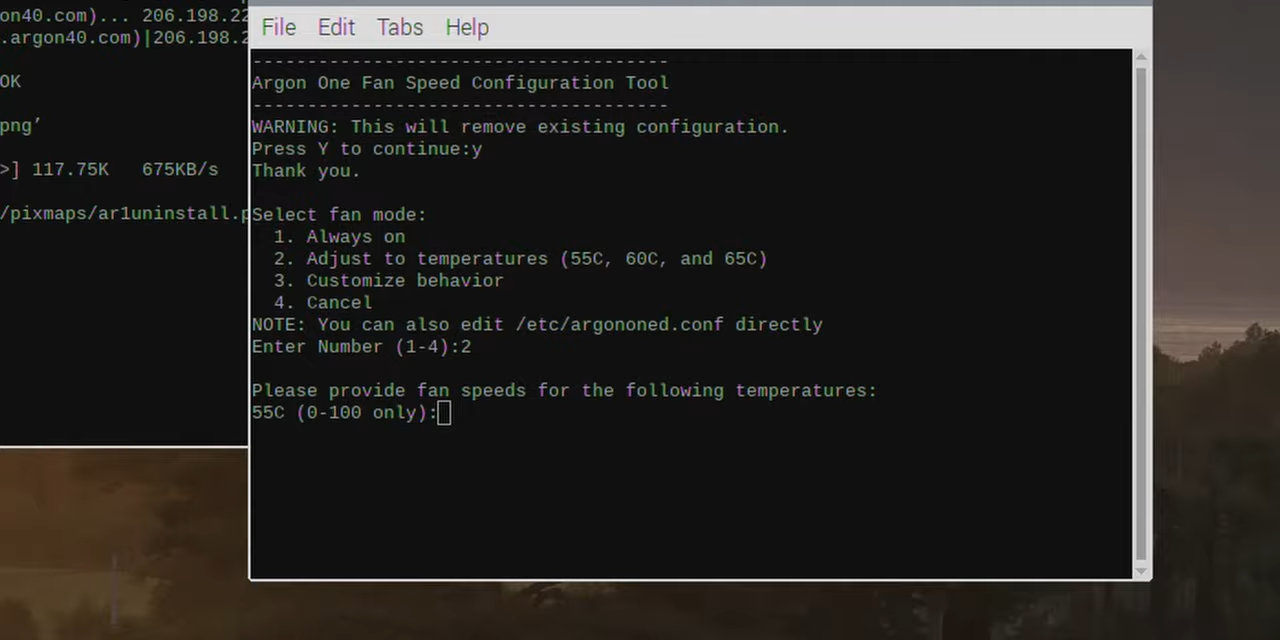 on40.com)... 206.198.22
.argon40.com)|206.198.2
OK
png’
>] 117.75K   675KB/s
/pixmaps/ar1uninstall.p
File Edit Tabs Help
--------------------------------------
Argon One Fan Speed Configuration Tool
--------------------------------------
WARNING: This will remove existing configuration.
Press Y to continue:y
Thank you.
Select fan mode:
  1. Always on
  2. Adjust to temperatures (55C, 60C, and 65C)
  3. Customize behavior
  4. Cancel
NOTE: You can also edit /etc/argononed.conf directly
Enter Number (1-4):2
Please provide fan speeds for the following temperatures:
55C (0-100 only):